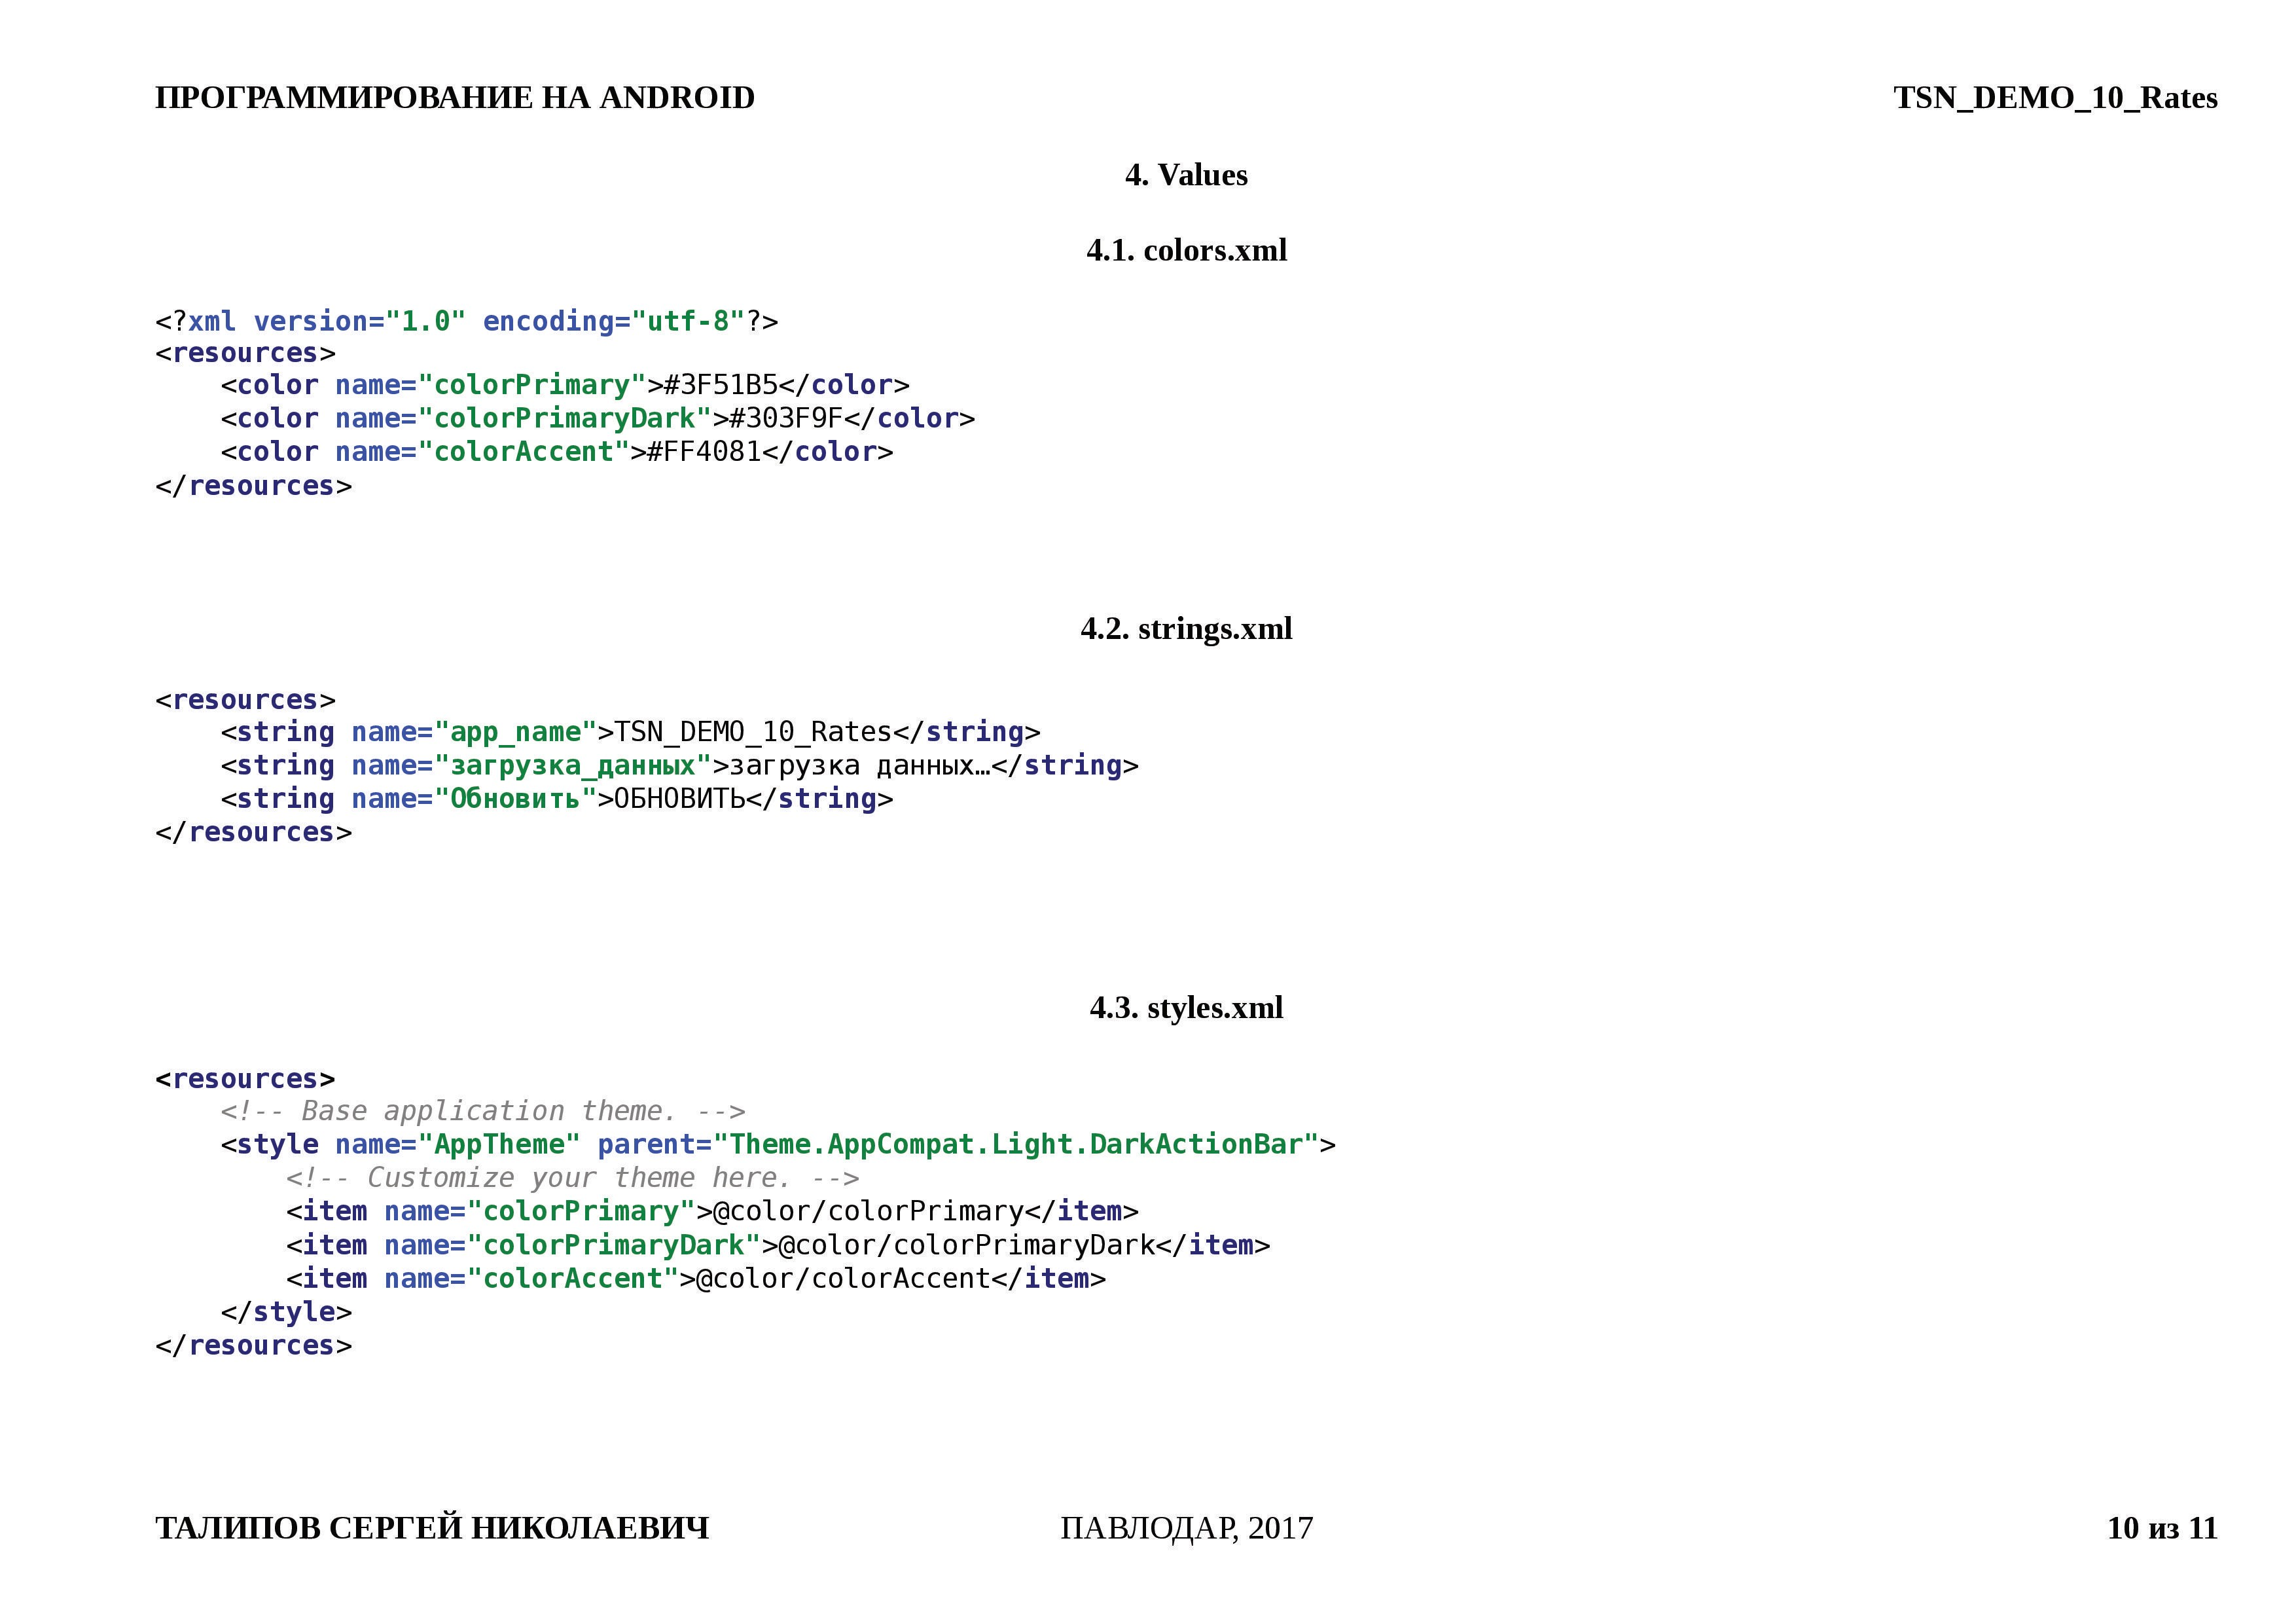 ПРОГРАММИРОВАНИЕ НА ANDROID TSN_DEMO_10_Rates
4. Values
4.1. colors.xml
<?xml version="1.0" encoding="utf-8"?>
<resources>
    <color name="colorPrimary">#3F51B5</color>
    <color name="colorPrimaryDark">#303F9F</color>
    <color name="colorAccent">#FF4081</color>
</resources>
4.2. strings.xml
<resources>
    <string name="app_name">TSN_DEMO_10_Rates</string>
    <string name="загрузка_данных">загрузка данных…</string>
    <string name="Обновить">ОБНОВИТЬ</string>
</resources>
4.3. styles.xml
<resources>
    <!-- Base application theme. -->
    <style name="AppTheme" parent="Theme.AppCompat.Light.DarkActionBar">
        <!-- Customize your theme here. -->
        <item name="colorPrimary">@color/colorPrimary</item>
        <item name="colorPrimaryDark">@color/colorPrimaryDark</item>
        <item name="colorAccent">@color/colorAccent</item>
    </style>
</resources>
ТАЛИПОВ СЕРГЕЙ НИКОЛАЕВИЧ ПАВЛОДАР, 2017 10 из 11